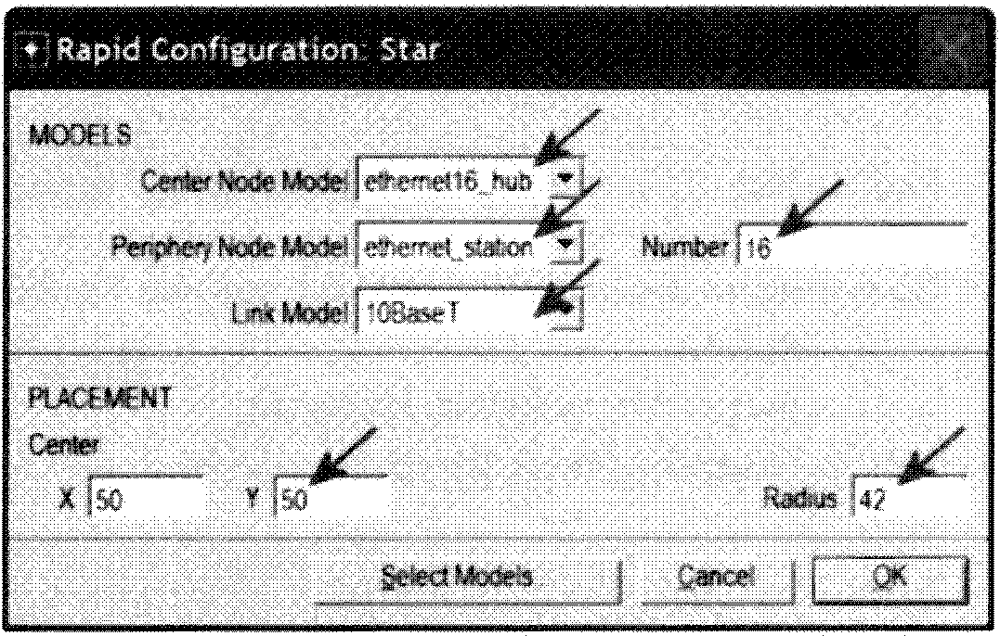 Rapid Configuration: Star
MODELS
Center Node Model ethernet16_hub
Periphery Node Model ethernet_station Number 16
Link Model 10BaseT
PLACEMENT
Center
X 50 Y 50 Radius 42
Select Models Cancel OK